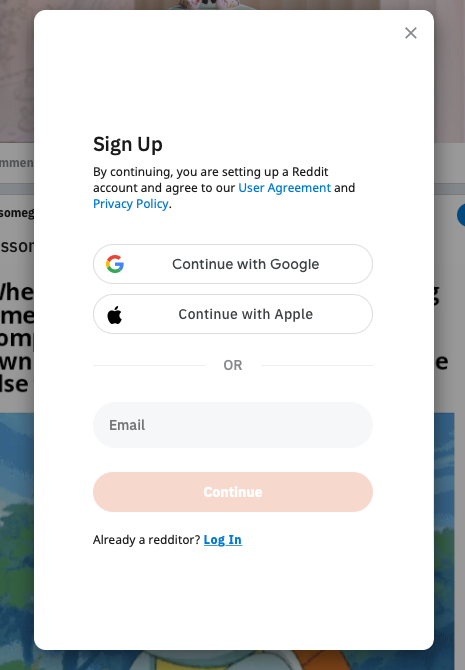 Sign Up
By continuing, you are setting up a Reddit
account and agree to our User Agreement and
Privacy Policy.
Continue with Google
Continue with Apple
OR
Email
Continue
Already a redditor? Log In